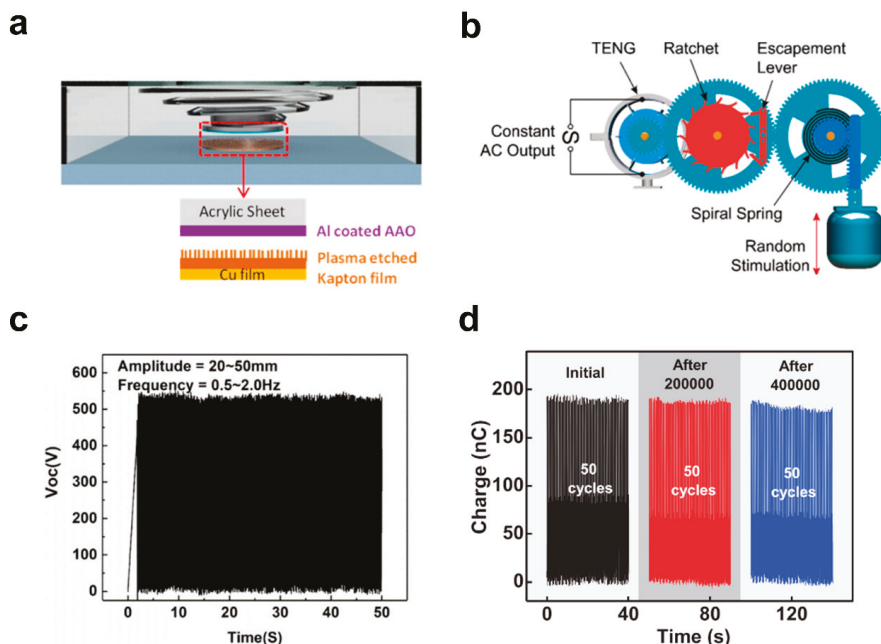 a
Acrylic Sheet
Al coated AAO
Plasma etched
Cu film
Kapton film
b
TENG
Ratchet
Escapement
Lever
Constant
AC Output
S
Spiral Spring
Random
Stimulation
c
Amplitude = 20~50mm
Frequency = 0.5~2.0Hz
600
500
400
300
200
100
0
Voc(V)
0
10
20
30
40
50
Time(S)
d
Initial
After
200000
After
400000
200
150
100
50
0
Charge (nC)
50
cycles
50
cycles
50
cycles
0
40
80
120
Time (s)